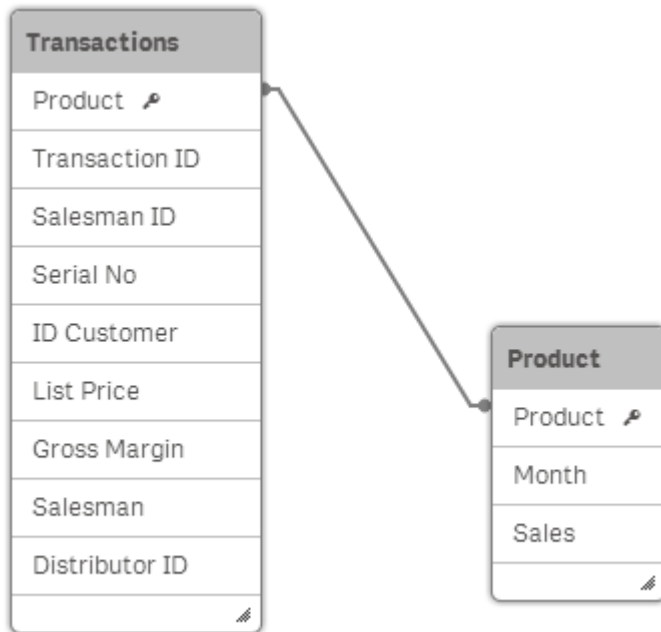 Transactions
Product
Transaction ID
Salesman ID
Serial No
ID Customer
List Price
Gross Margin
Salesman
Distributor ID
Product
Product
Month
Sales